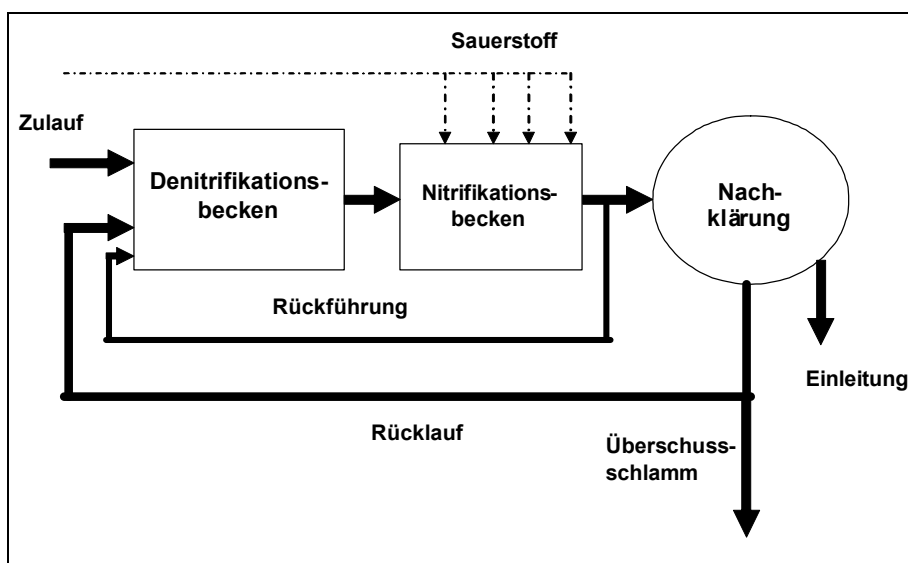 Sauerstoff
Zulauf
Denitrifikations-
becken
Nitrifikations-
becken
Nach-
klärung
Rückführung
Einleitung
Rücklauf
Überschuss-
schlamm